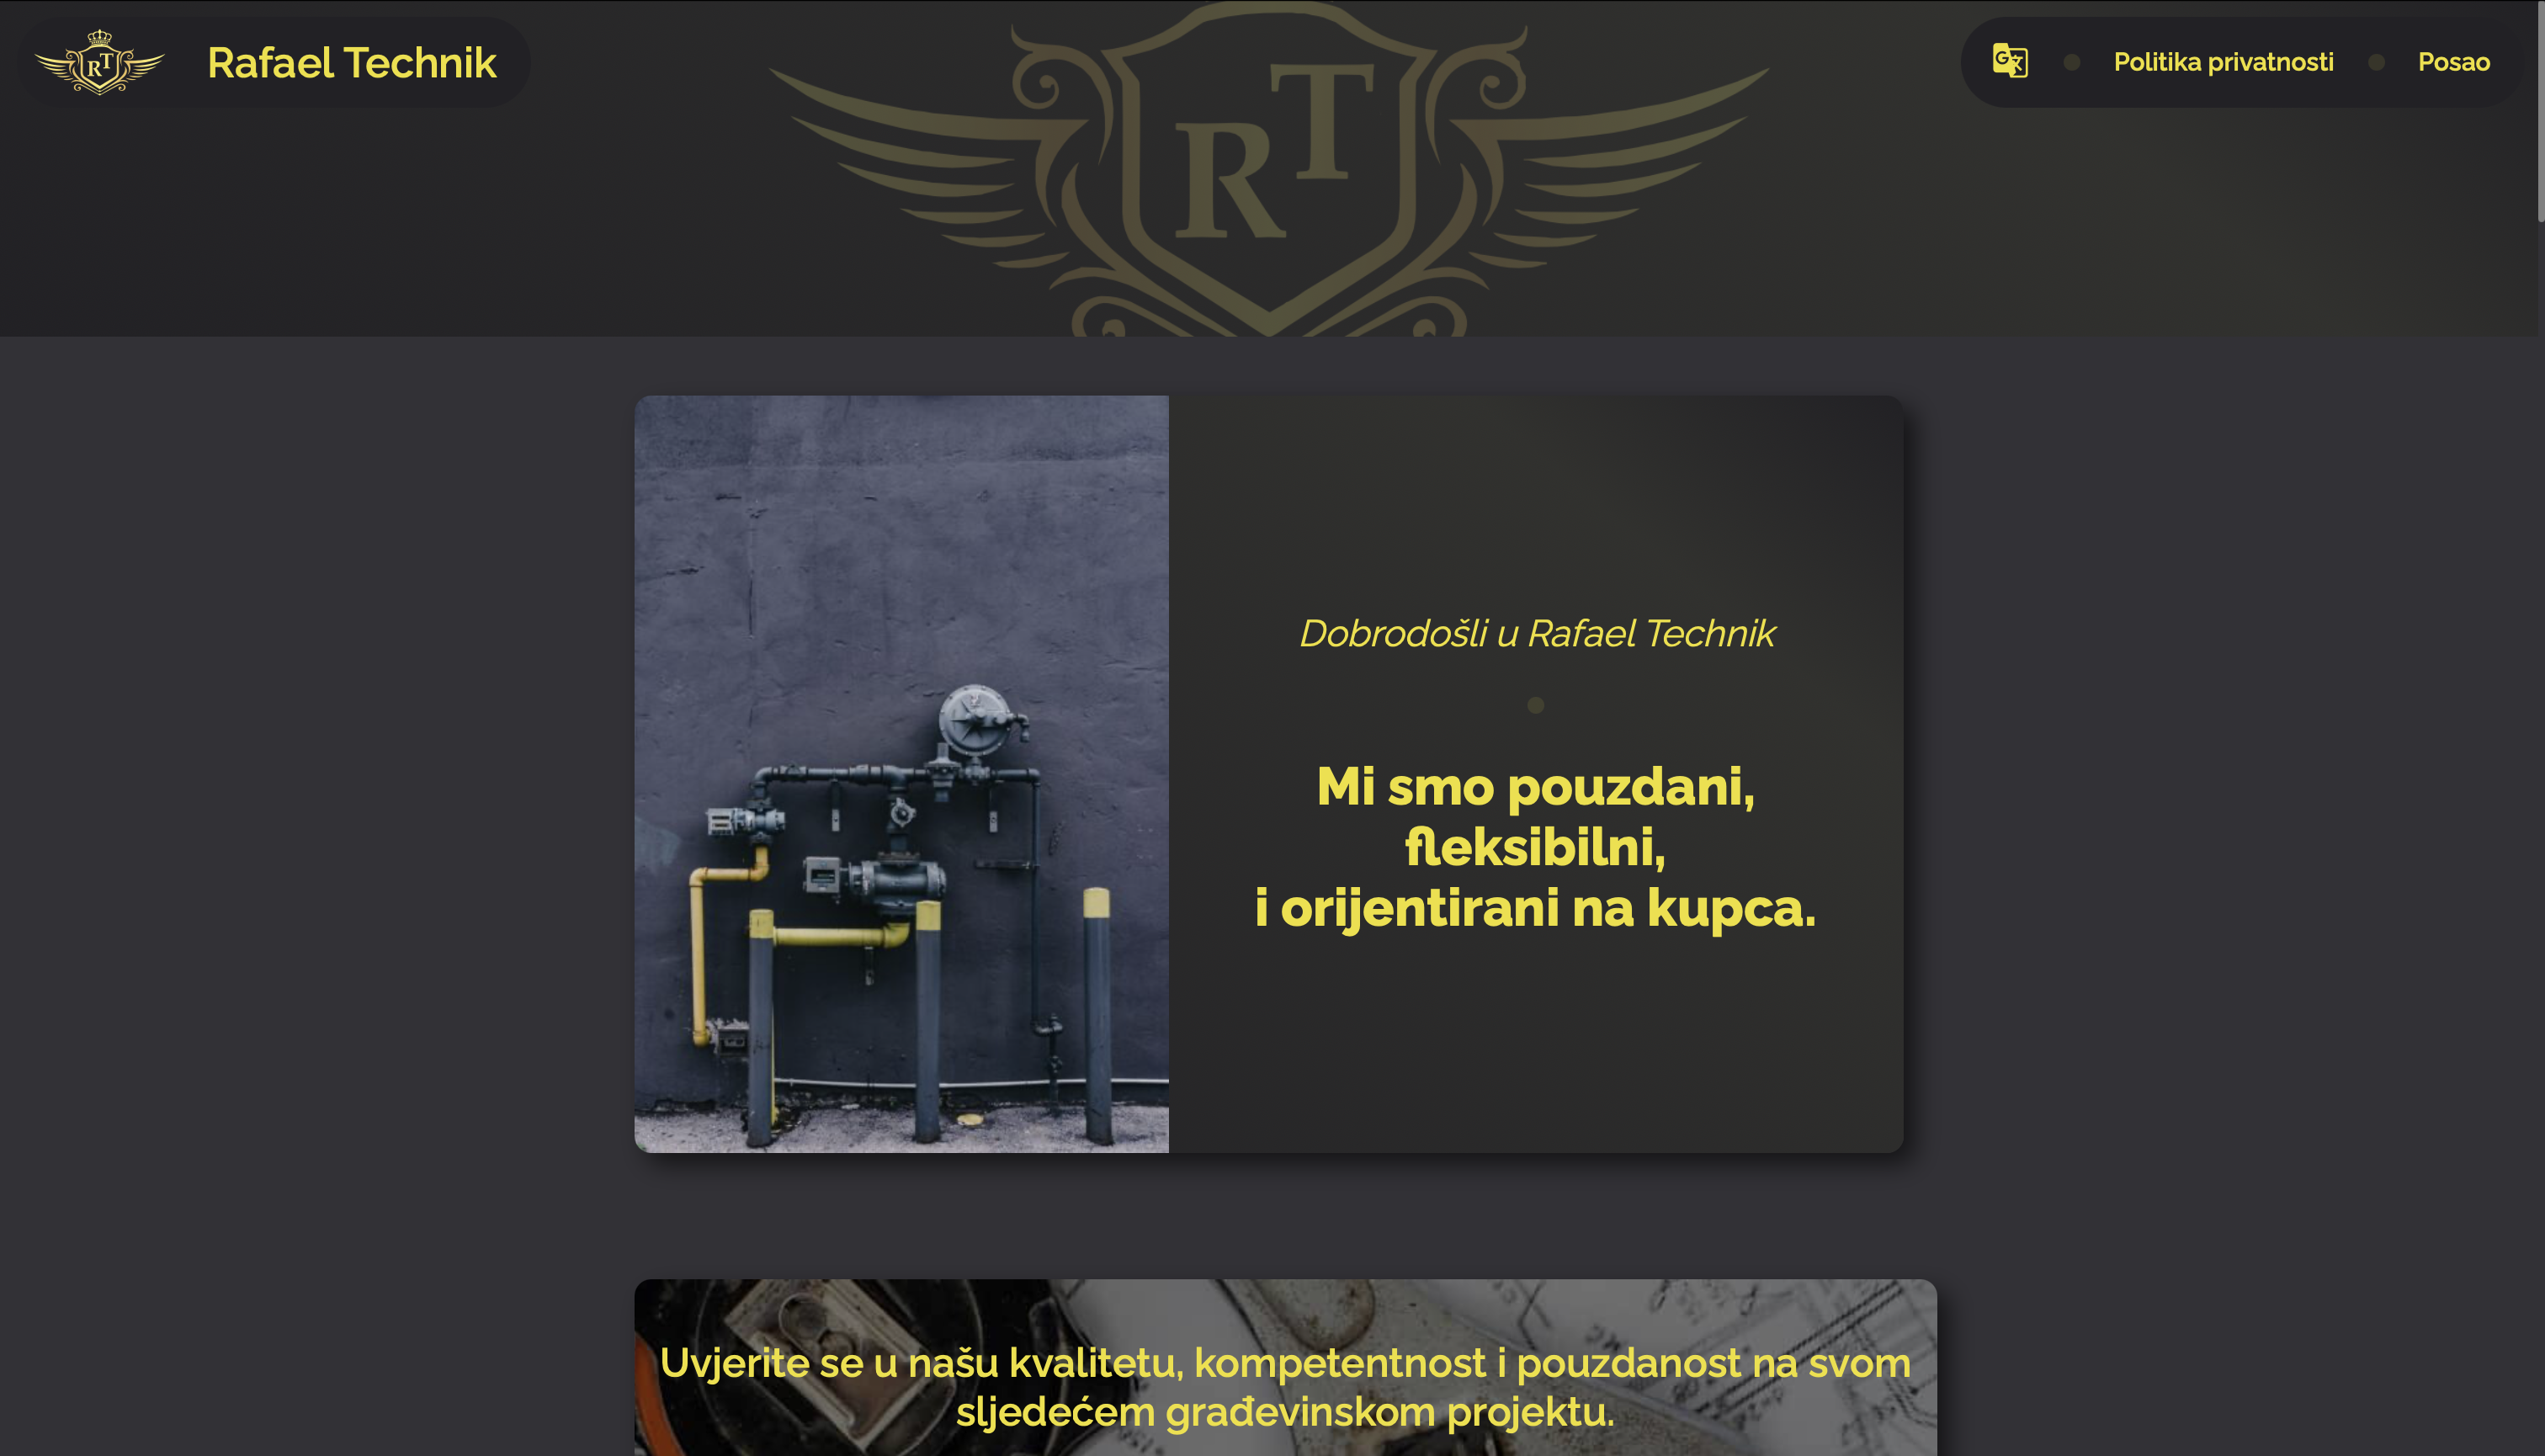 RT
Rafael Technik
Politika privatnosti
Posao
RT
Dobrodošli u Rafael Technik
Mi smo pouzdani,
fleksibilni,
i orijentirani na kupca.
Uvjerite se u našu kvalitetu, kompetentnost i pouzdanost na svom
sljedećem građevinskom projektu.